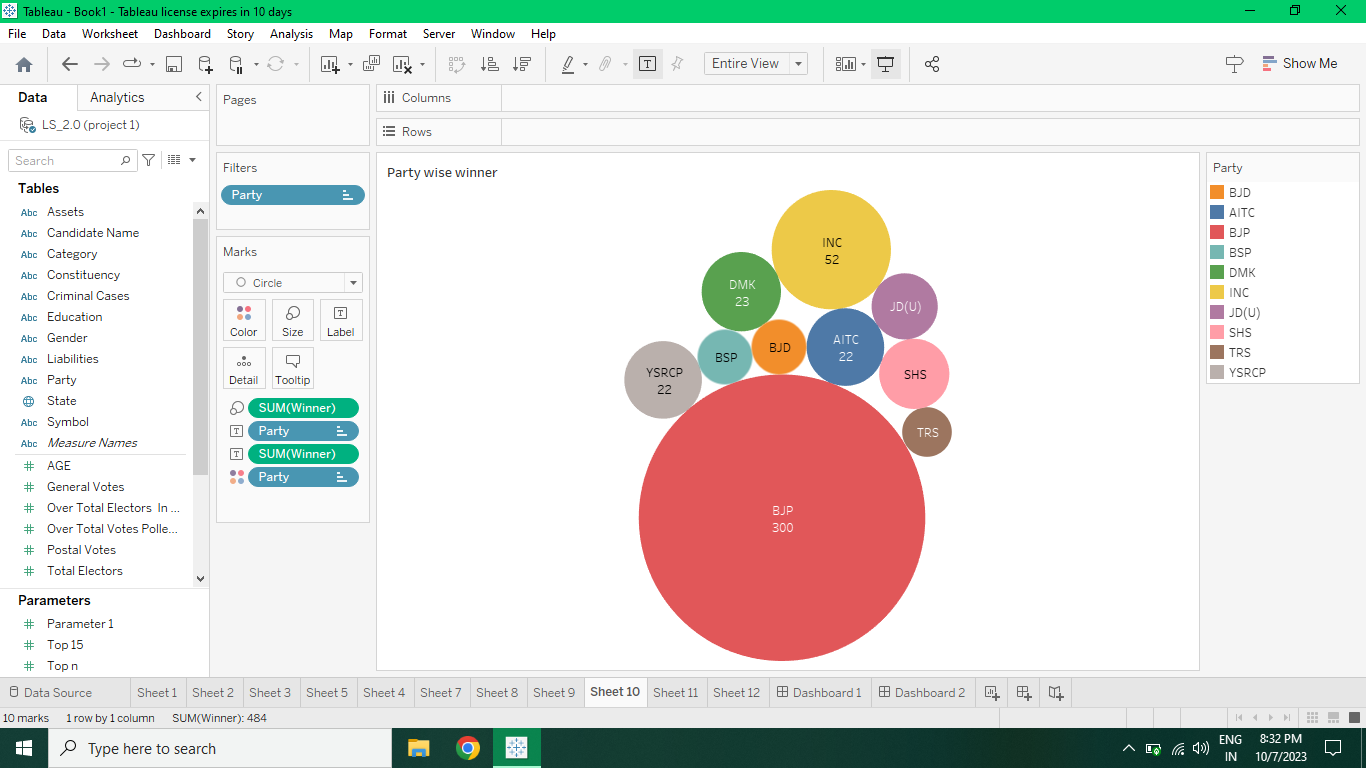 Tableau - Book1 - Tableau license expires in 10 days
File Data Worksheet Dashboard Story Analysis Map Format Server Window Help
Entire View
Show Me
Data Analytics
LS_2.0 (project 1)
Search
Tables
Abc Assets
Abc Candidate Name
Abc Category
Abc Constituency
Abc Criminal Cases
Abc Education
Abc Gender
Abc Liabilities
Abc Party
State
Abc Symbol
Abc Measure Names
AGE
General Votes
Over Total Electors In ...
Over Total Votes Polle...
Postal Votes
Total Electors
Parameters
Parameter 1
Top 15
Top n
Pages
Filters
Party
Marks
Circle
Color Size Label
Detail Tooltip
SUM(Winner)
Party
SUM(Winner)
Party
Columns
Rows
Party wise winner
INC
52
DMK
23
JD(U)
AITC
22
BJD
BSP
YSRCP
22
SHS
TRS
BJP
300
Party
BJD
AITC
BJP
BSP
DMK
INC
JD(U)
SHS
TRS
YSRCP
Data Source Sheet 1 Sheet 2 Sheet 3 Sheet 5 Sheet 4 Sheet 7 Sheet 8 Sheet 9 Sheet 10 Sheet 11 Sheet 12 Dashboard 1 Dashboard 2
10 marks 1 row by 1 column SUM(Winner): 484
Type here to search
ENG
IN
8:32 PM
10/7/2023